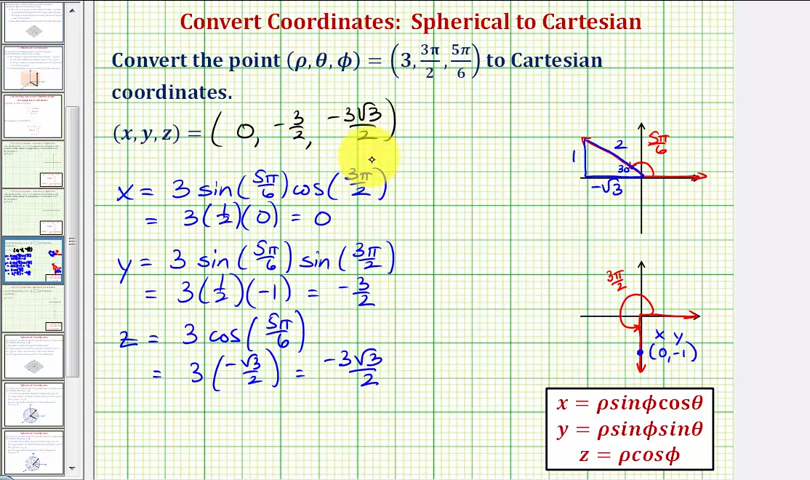 Convert Coordinates: Spherical to Cartesian
Convert the point (ρ, θ, ϕ) = (3, 3π/2, 5π/6) to Cartesian
coordinates.
(x, y, z) = ( 0, -3/2, -3√3/2 )
x = 3 sin(5π/6) cos(3π/2)
= 3(1/2)(0) = 0
y = 3 sin(5π/6) sin(3π/2)
= 3(1/2)(-1) = -3/2
z = 3 cos(5π/6)
= 3(-√3/2) = -3√3/2
5π/6
2
1
30°
-√3
3π/2
x y
(0,-1)
x = ρsinϕcosθ
y = ρsinϕsinθ
z = ρcosϕ